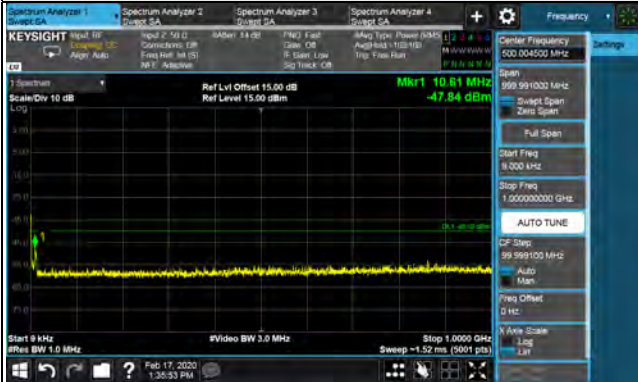 Spectrum Analyzer 1
Swept SA
Spectrum Analyzer 2
Swept SA
Spectrum Analyzer 3
Swept SA
Spectrum Analyzer 4
Swept SA
Frequency
KEYSIGHT
Input: RF
Coupling: DC
Align: Auto
Input Z: 50 Ω
Corrections: Off
Freq Ref: Int (S)
NFE: Adaptive
#Atten: 14 dB
PNO: Fast
Gate: Off
IF Gain: Low
Sig Track: Off
#Avg Type: Power (RMS
Trig: Free Run
1 2 3 4 5 6
Settings
Center Frequency
500.004500 MHz
Span
999.991000 MHz
Swept Span
Zero Span
Full Span
Start Freq
9.000 kHz
Stop Freq
1.000000000 GHz
AUTO TUNE
CF Step
99.999100 MHz
Auto
Man
Freq Offset
0 Hz
X Axis Scale
Log
Lin
1 Spectrum
Scale/Div 10 dB
Log
Ref Lvl Offset 15.00 dB
Ref Level 15.00 dBm
Mkr1 10.61 MHz
-47.84 dBm
1
Start 9 kHz
#Res BW 1.0 MHz
#Video BW 3.0 MHz
Stop 1.0000 GHz
Sweep ~1.52 ms (5001 pts)
?
Feb 17, 2020
1:35:53 PM